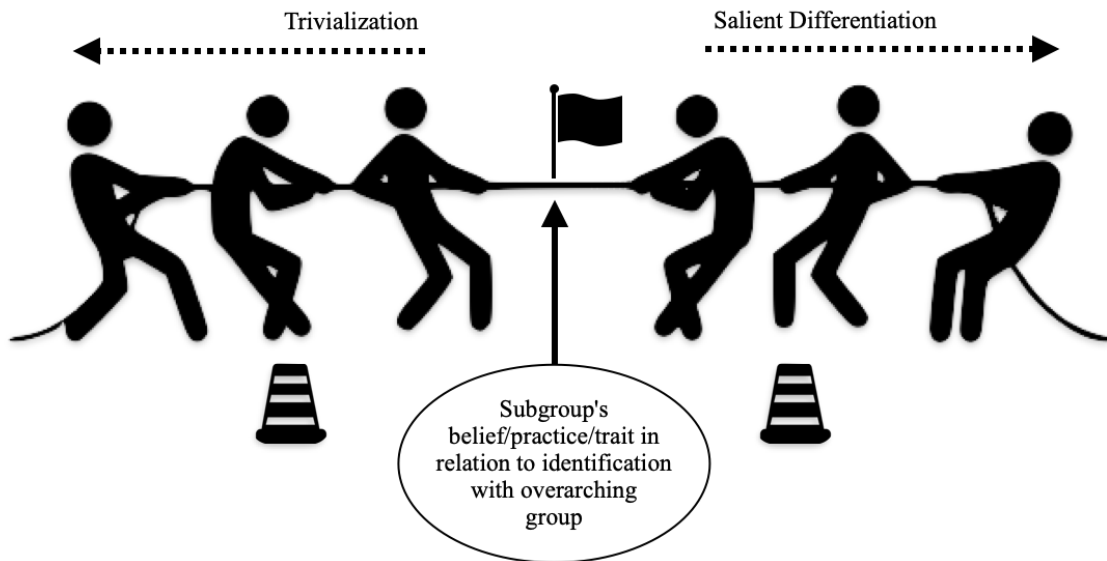 Trivialization
Salient Differentiation
Subgroup's
belief/practice/trait in
relation to identification
with overarching
group